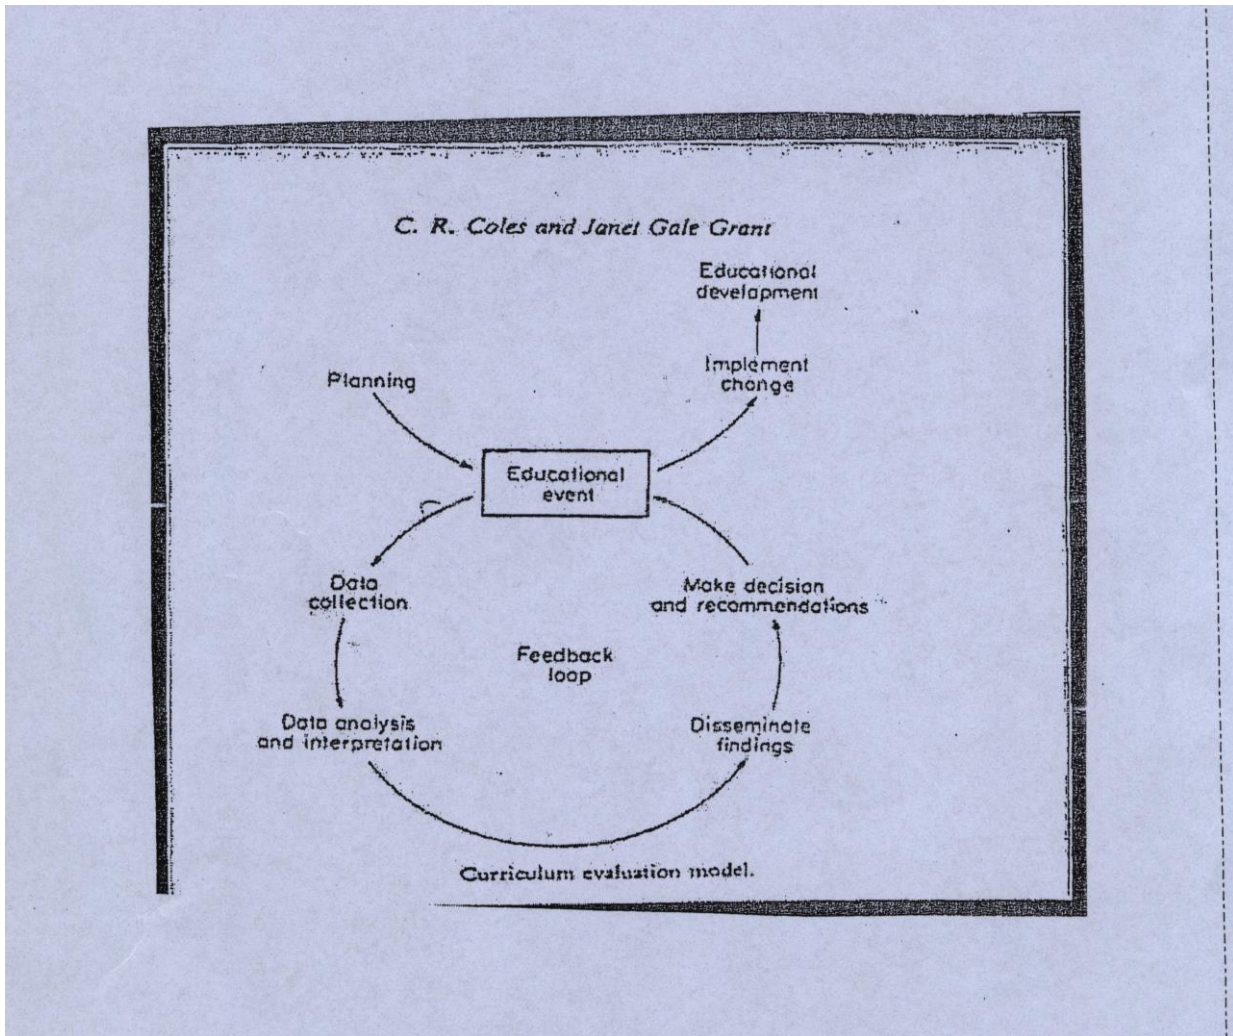 C. R. Coles and Janet Gale Grant
Educational
development
Implement
change
Planning
Educational
event
Data
collection
Make decision
and recommendations
Feedback
loop
Data analysis
and interpretation
Disseminate
findings
Curriculum evaluation model.